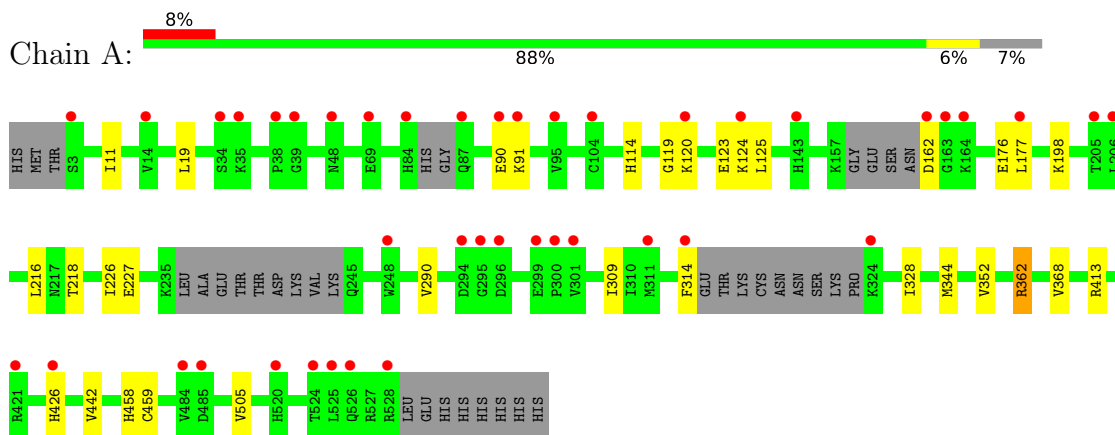 8%
Chain A:
88% 6% 7%
HIS MET THR S3 I11 V14 L19 S34 K35 P38 G39 N48 E69 H84 HIS GLY Q87 E90 K91 V95 C104 H114 G119 K120 E123 K124 L125 H143 K157 GLY GLU SER ASN D162 G163 K164 E176 L177 K198 T205 L206
L216 N217 T218 I226 E227 K235 LEU ALA GLU THR THR ASP LYS VAL LYS Q245 W248 V290 D294 G295 D296 E299 P300 V301 I309 I310 M311 F314 GLU THR LYS CYS ASN ASN SER LYS PRO K324 I328 M344 V352 R362 V368 R413
R421 H426 V442 H458 C459 V484 D485 V505 H520 T524 L525 Q526 R527 R528 LEU GLU HIS HIS HIS HIS HIS HIS